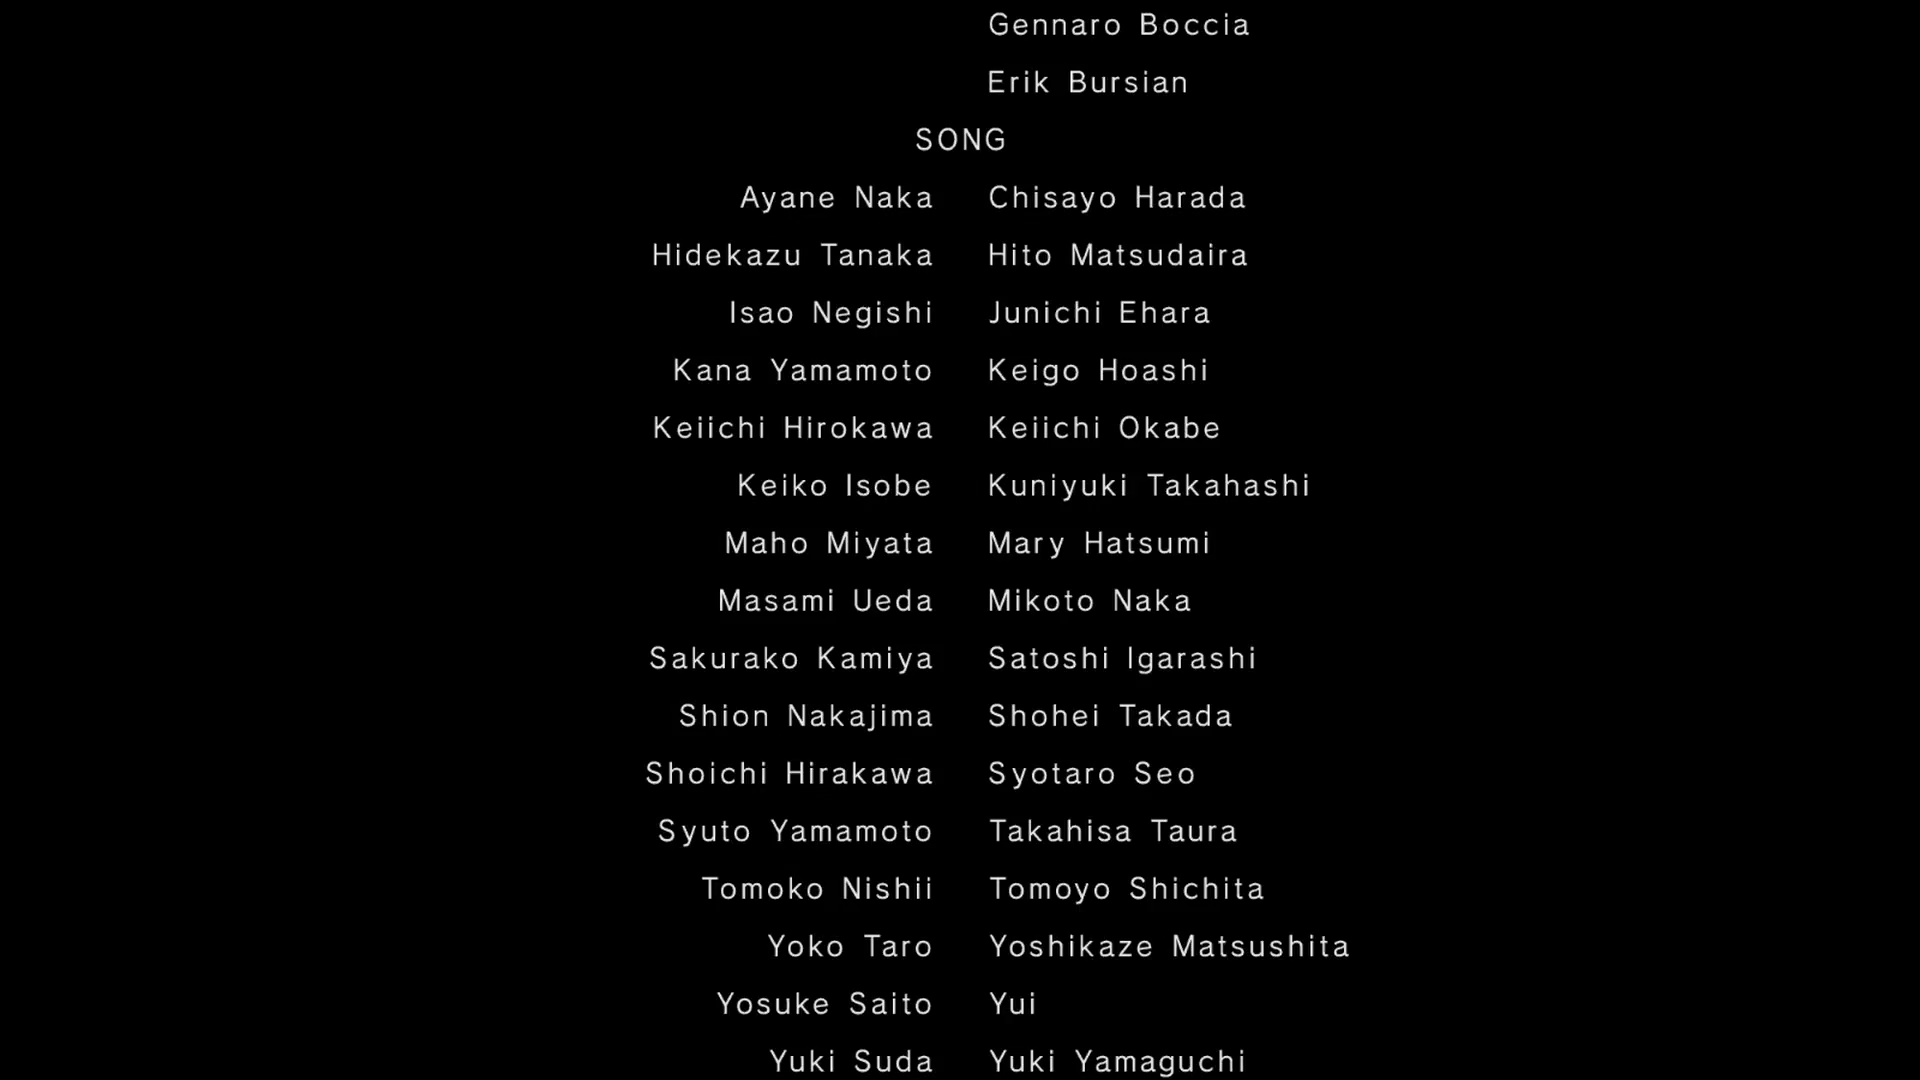 Gennaro Boccia
Erik Bursian
SONG
Ayane Naka Chisayo Harada
Hidekazu Tanaka Hito Matsudaira
Isao Negishi Junichi Ehara
Kana Yamamoto Keigo Hoashi
Keiichi Hirokawa Keiichi Okabe
Keiko Isobe Kuniyuki Takahashi
Maho Miyata Mary Hatsumi
Masami Ueda Mikoto Naka
Sakurako Kamiya Satoshi Igarashi
Shion Nakajima Shohei Takada
Shoichi Hirakawa Syotaro Seo
Syuto Yamamoto Takahisa Taura
Tomoko Nishii Tomoyo Shichita
Yoko Taro Yoshikaze Matsushita
Yosuke Saito Yui
Yuki Suda Yuki Yamaguchi